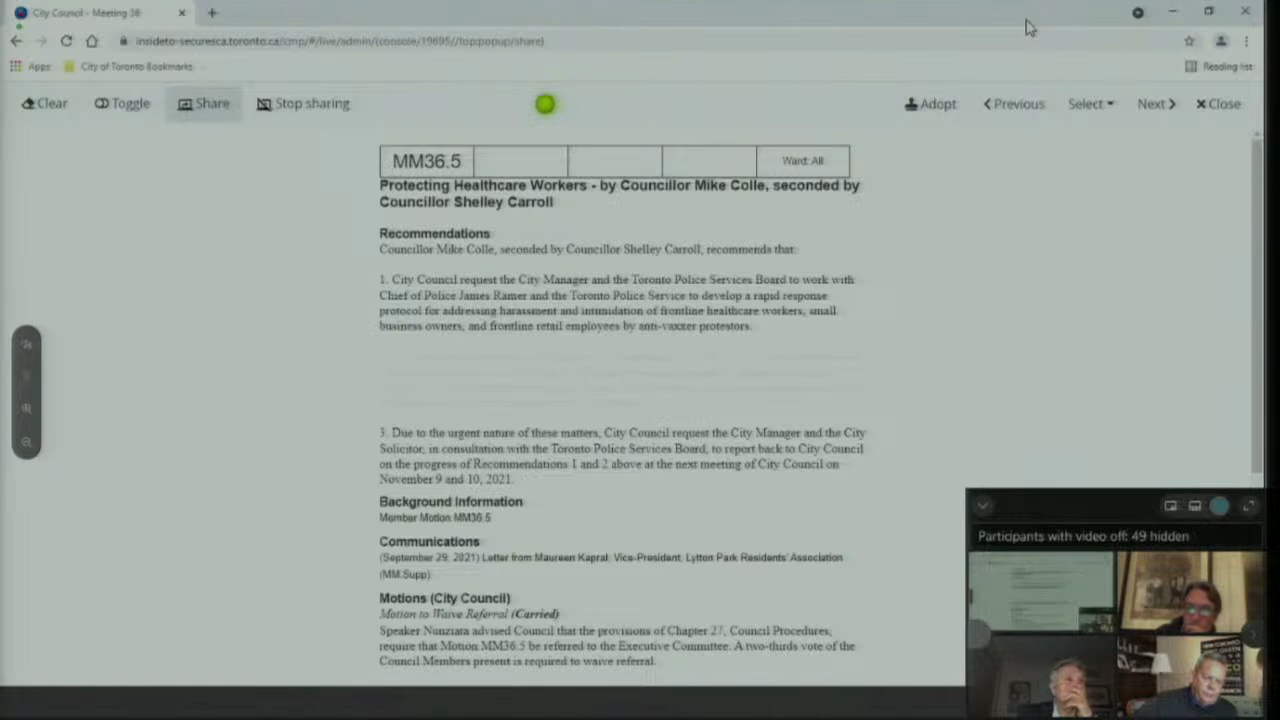 City Council - Meeting 36
insideto-securesca.toronto.ca/cmp/#/live/admin/(console/19695//top:popup/share)
Apps City of Toronto Bookmarks Reading list
Clear Toggle Share Stop sharing Adopt Previous Select Next Close
MM36.5 Ward: All
Protecting Healthcare Workers - by Councillor Mike Colle, seconded by
Councillor Shelley Carroll
Recommendations
Councillor Mike Colle, seconded by Councillor Shelley Carroll, recommends that:
1. City Council request the City Manager and the Toronto Police Services Board to work with
Chief of Police James Ramer and the Toronto Police Service to develop a rapid response
protocol for addressing harassment and intimidation of frontline healthcare workers, small
business owners, and frontline retail employees by anti-vaxxer protestors.
3. Due to the urgent nature of these matters, City Council request the City Manager and the City
Solicitor, in consultation with the Toronto Police Services Board, to report back to City Council
on the progress of Recommendations 1 and 2 above at the next meeting of City Council on
November 9 and 10, 2021.
Background Information
Member Motion MM36.5
Communications
(September 29, 2021) Letter from Maureen Kapral, Vice-President, Lytton Park Residents' Association
(MM.Supp)
Motions (City Council)
Motion to Waive Referral (Carried)
Speaker Nunziata advised Council that the provisions of Chapter 27, Council Procedures,
require that Motion MM36.5 be referred to the Executive Committee. A two-thirds vote of the
Council Members present is required to waive referral.
Participants with video off: 49 hidden